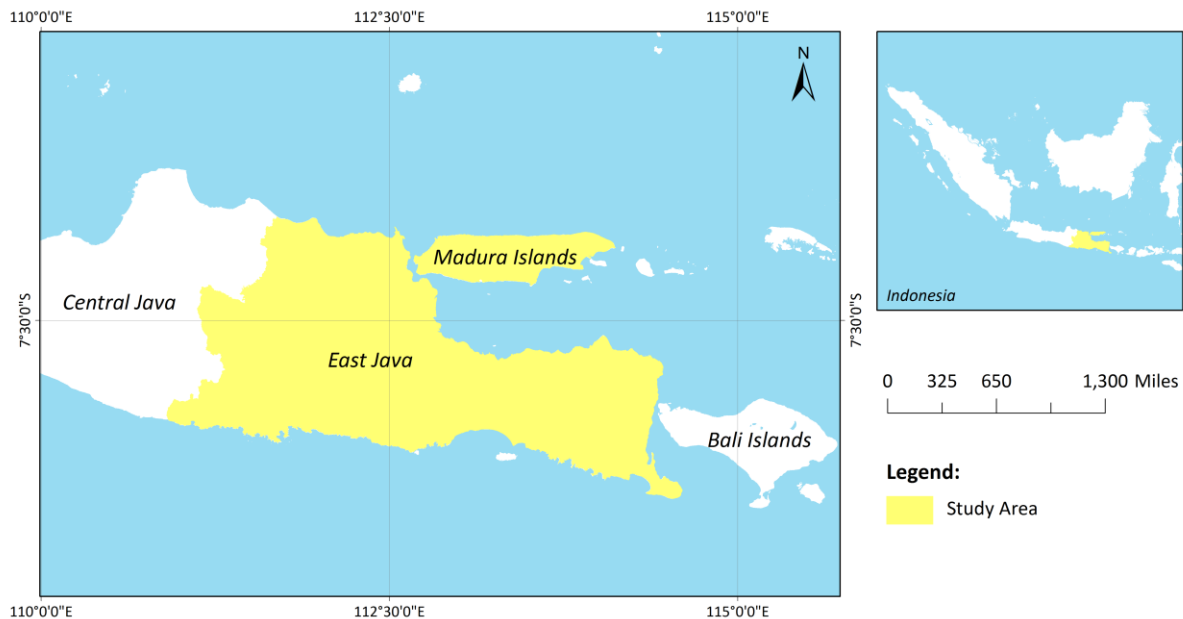 110°0'0"E 112°30'0"E 115°0'0"E
N
Madura Islands
Central Java
7°30'0"S
7°30'0"S
East Java
Bali Islands
110°0'0"E 112°30'0"E 115°0'0"E
Indonesia
0 325 650 1,300 Miles
Legend:
Study Area